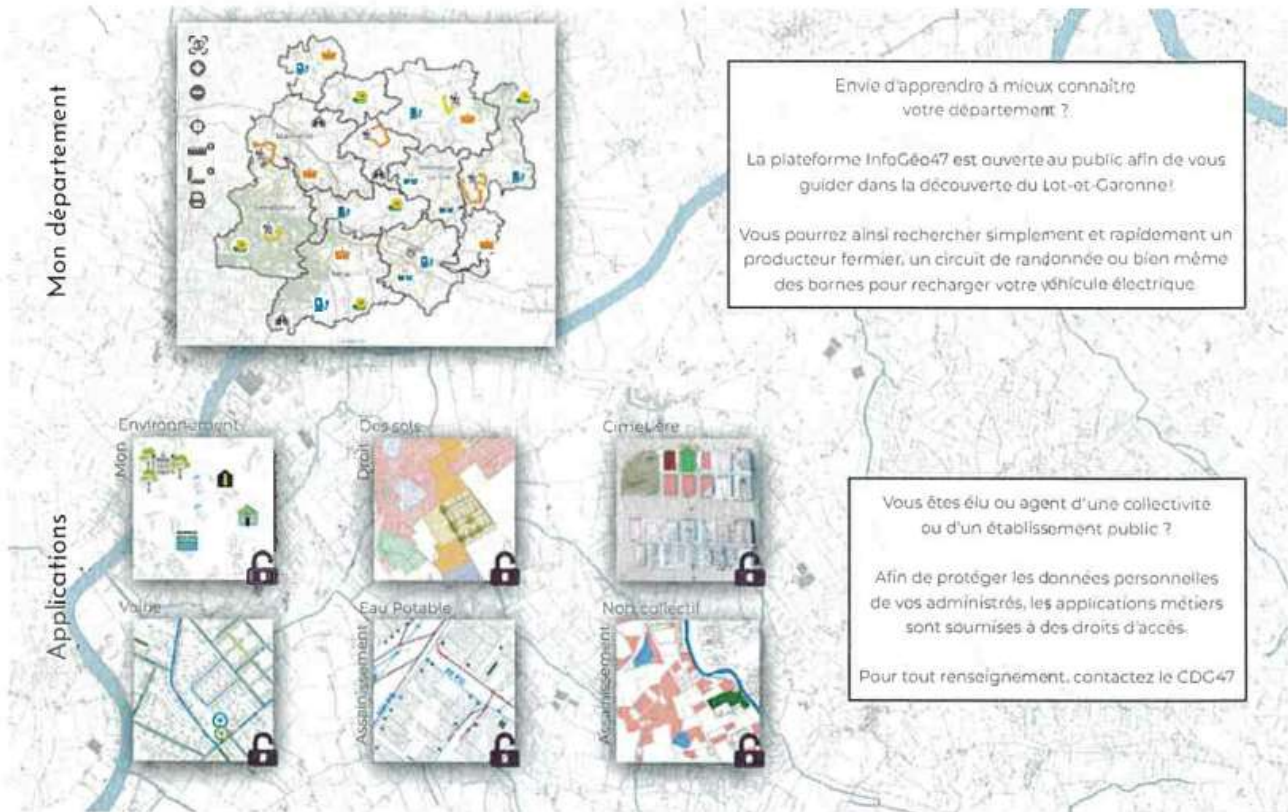 Mon département
Envie d'apprendre à mieux connaître
votre département ?
La plateforme InfoGéo47 est ouverte au public afin de vous
guider dans la découverte du Lot-et-Garonne!
Vous pourrez ainsi rechercher simplement et rapidement un
producteur fermier, un circuit de randonnée ou bien même
des bornes pour recharger votre véhicule électrique
Applications
Mon
Environnement
Droit
Des sols
Cimetière
Voirie
Assainissement
Eau Potable
Assainissement
Non collectif
Vous êtes élu ou agent d'une collectivité
ou d'un établissement public ?
Afin de protéger les données personnelles
de vos administrés, les applications métiers
sont soumises à des droits d'accès.
Pour tout renseignement, contactez le CDG47